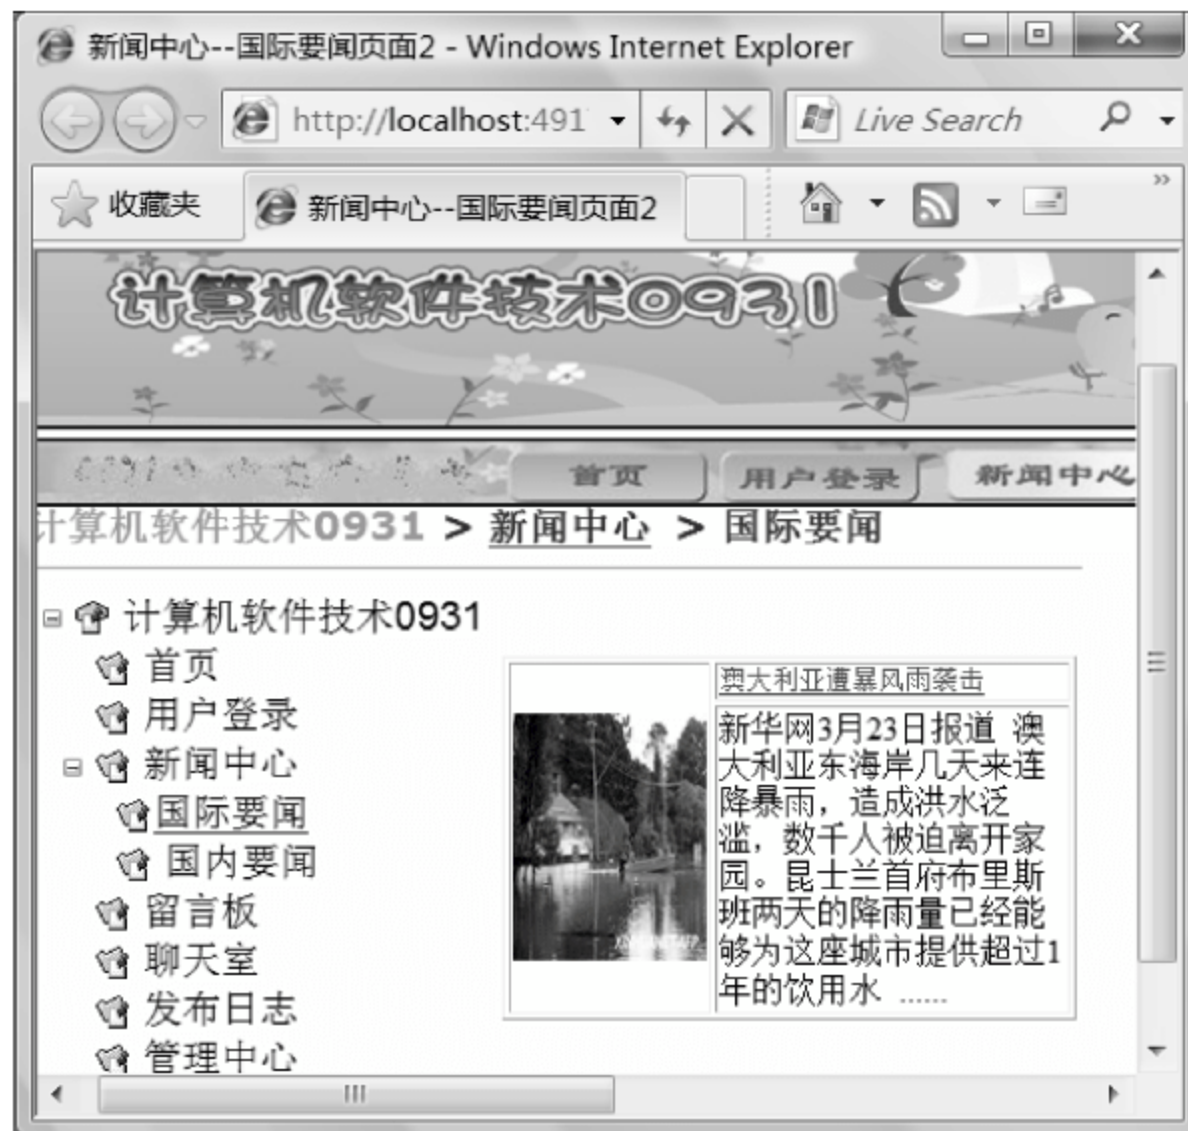 新闻中心--国际要闻页面2 - Windows Internet Explorer
http://localhost:491
Live Search
收藏夹
新闻中心--国际要闻页面2
计算机软件技术0931
首页
用户登录
新闻中心
计算机软件技术0931 > 新闻中心 > 国际要闻
计算机软件技术0931
首页
用户登录
新闻中心
国际要闻
国内要闻
留言板
聊天室
发布日志
管理中心
澳大利亚遭暴风雨袭击
新华网3月23日报道 澳
大利亚东海岸几天来连
降暴雨，造成洪水泛
滥，数千人被迫离开家
园。昆士兰首府布里斯
班两天的降雨量已经能
够为这座城市提供超过1
年的饮用水 ……